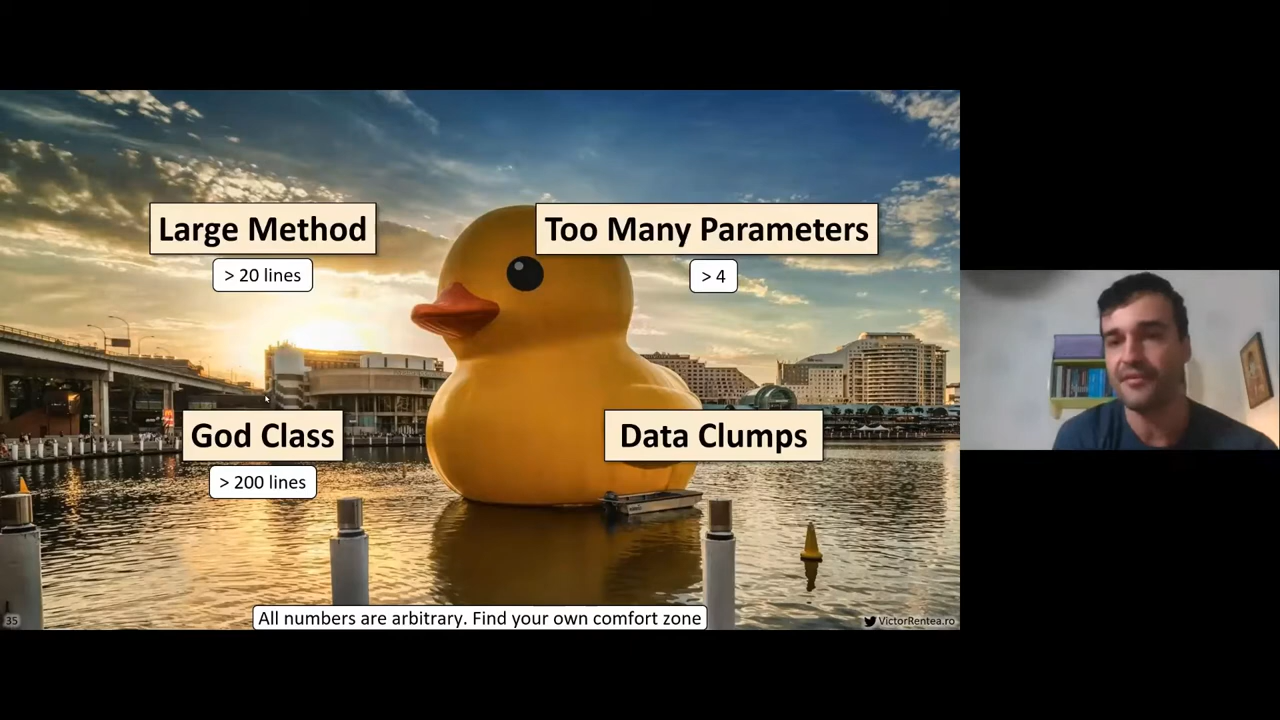 Large Method
Too Many Parameters
> 20 lines
> 4
God Class
Data Clumps
> 200 lines
All numbers are arbitrary. Find your own comfort zone
35
VictorRentea.ro